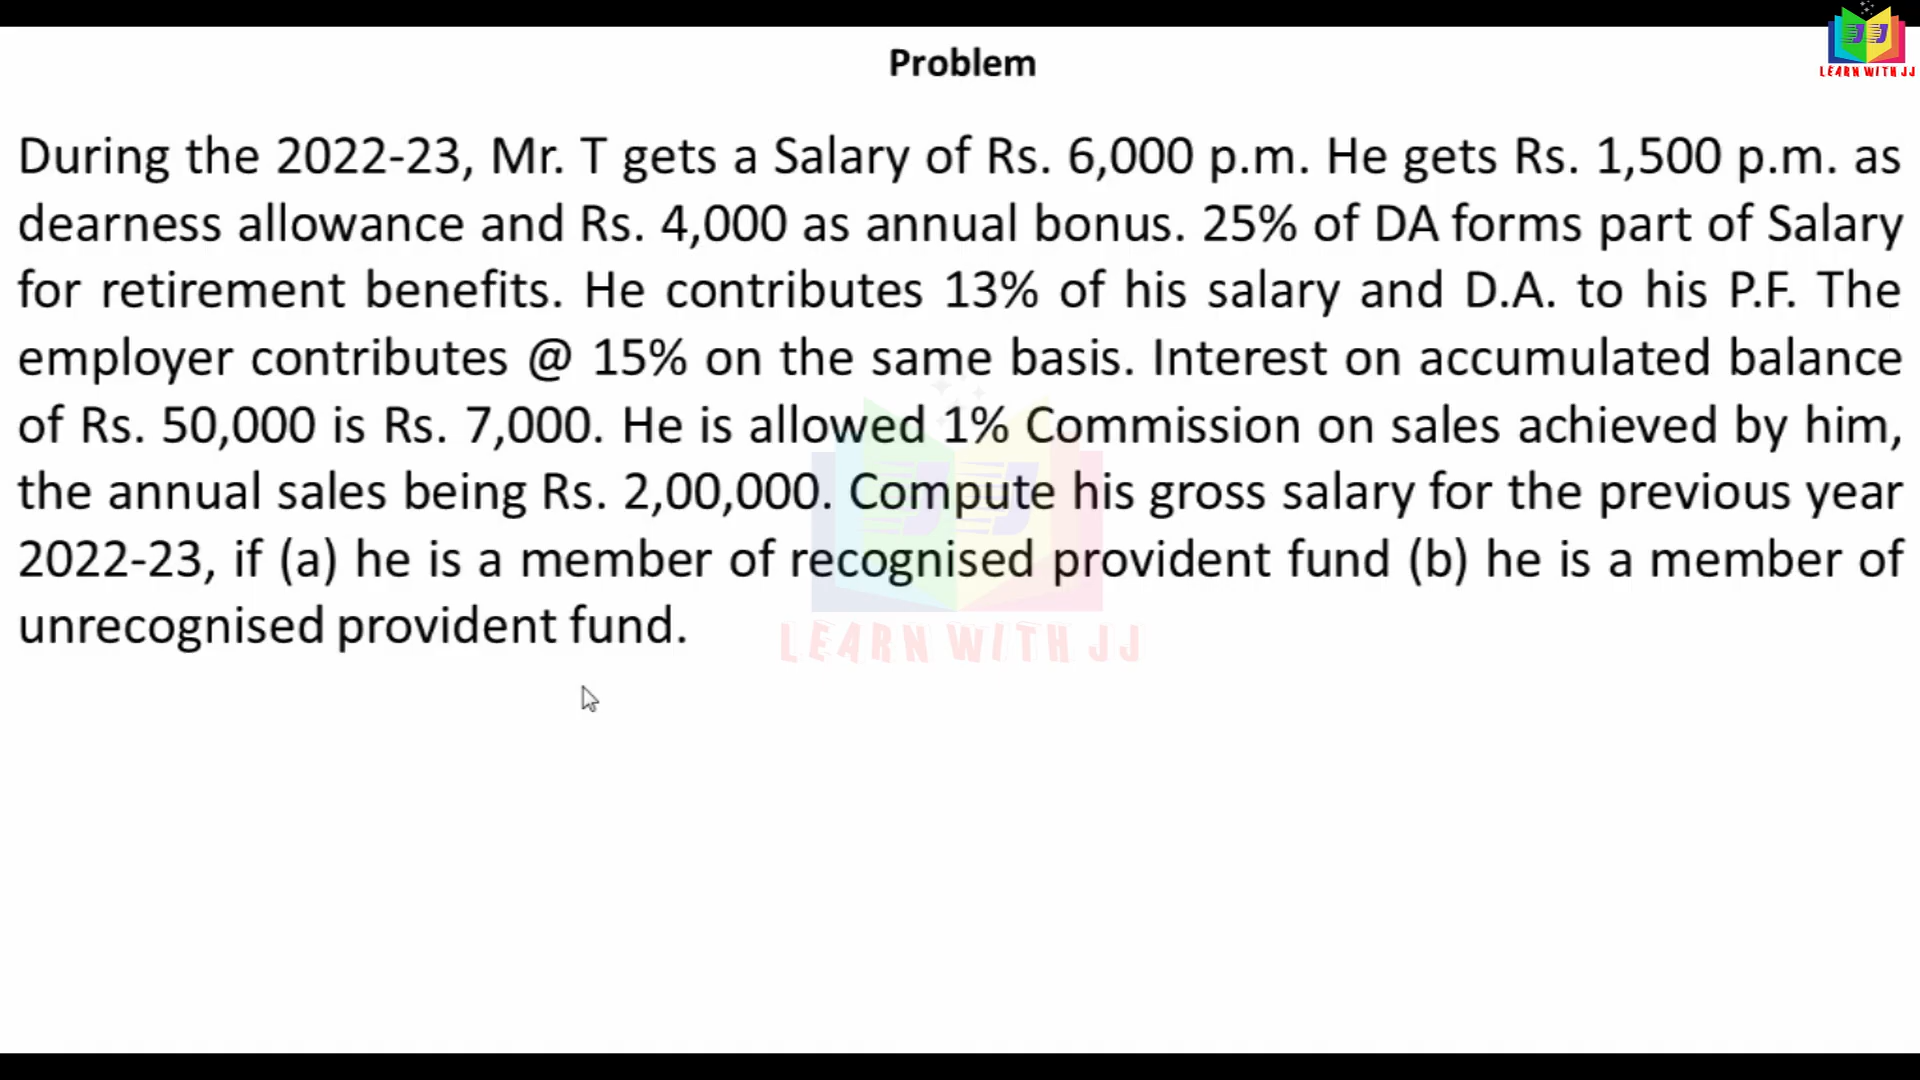 Problem
LEARN WITH JJ
During the 2022-23, Mr. T gets a Salary of Rs. 6,000 p.m. He gets Rs. 1,500 p.m. as
dearness allowance and Rs. 4,000 as annual bonus. 25% of DA forms part of Salary
for retirement benefits. He contributes 13% of his salary and D.A. to his P.F. The
employer contributes @ 15% on the same basis. Interest on accumulated balance
of Rs. 50,000 is Rs. 7,000. He is allowed 1% Commission on sales achieved by him,
the annual sales being Rs. 2,00,000. Compute his gross salary for the previous year
2022-23, if (a) he is a member of recognised provident fund (b) he is a member of
unrecognised provident fund.
LEARN WITH JJ